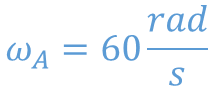 ω_A = 60 rad/s